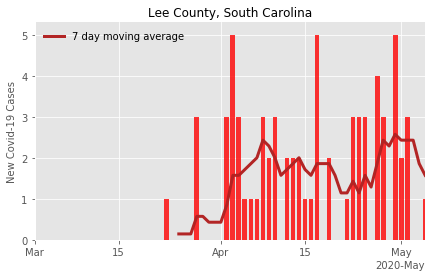 Lee County, South Carolina
7 day moving average
New Covid-19 Cases
5
4
3
2
1
0
Mar
15
Apr
15
May
2020-May